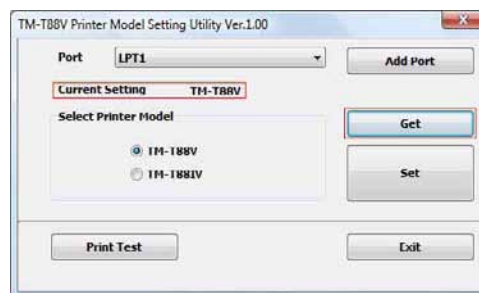 TM-T88V Printer Model Setting Utility Ver.1.00
Port LPT1 Add Port
Current Setting TM-T88V
Select Printer Model Get
TM-T88V
TM-T88IV Set
Print Test Exit